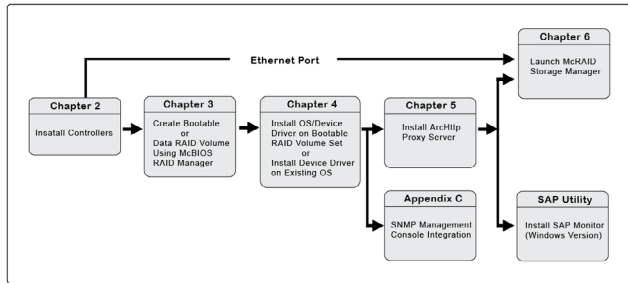 Chapter 6
Launch McRAID
Storage Manager
Ethernet Port
Chapter 2
Insatall Controllers
Chapter 3
Create Bootable
or
Data RAID Volume
Using McBIOS
RAID Manager
Chapter 4
Install OS/Device
Driver on Bootable
RAID Volume Set
or
Install Device Driver
on Existing OS
Chapter 5
Install ArcHttp
Proxy Server
Appendix C
SNMP Management
Console Integration
SAP Utility
Install SAP Monitor
(Windows Version)